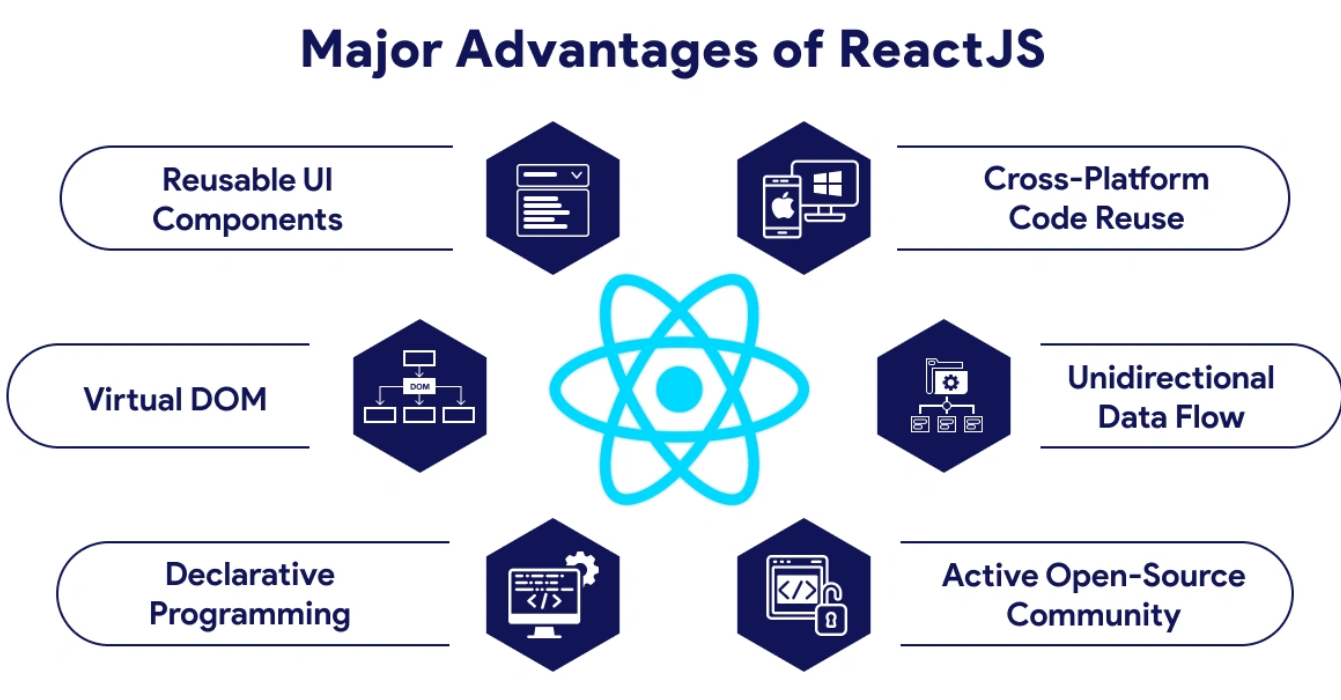 Major Advantages of ReactJS
Reusable UI
Components
Cross-Platform
Code Reuse
Virtual DOM
DOM
Unidirectional
Data Flow
Declarative
Programming
</>
Active Open-Source
Community
</>